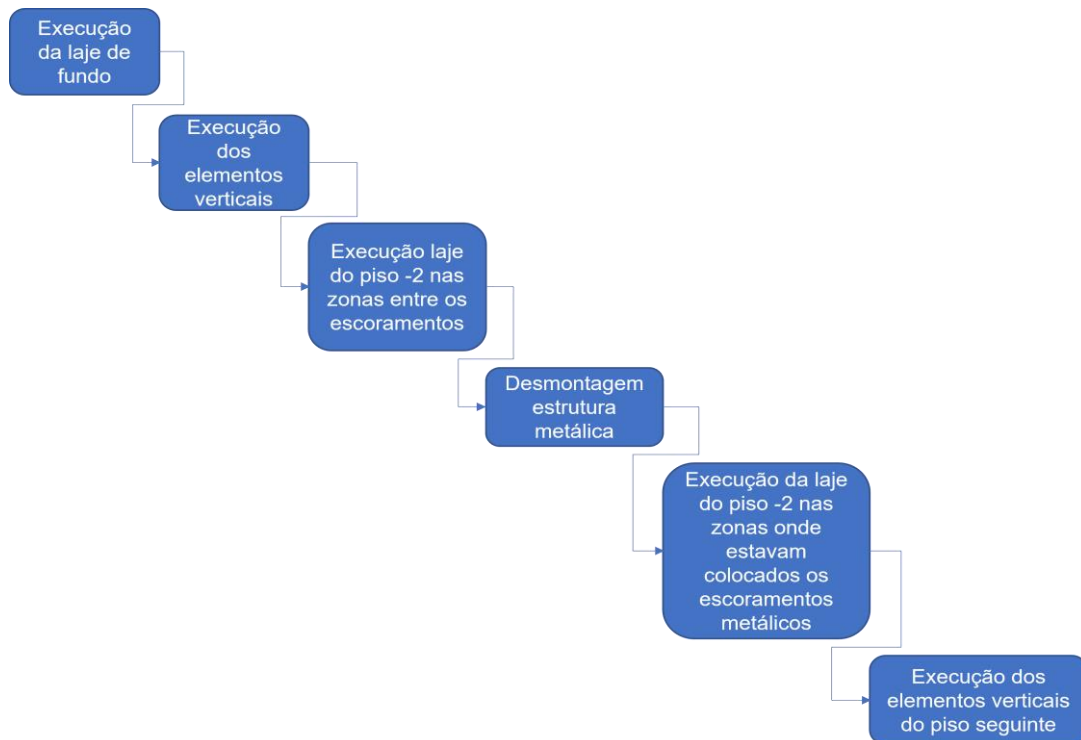 Execução
da laje de
fundo
Execução
dos
elementos
verticais
Execução laje
do piso -2 nas
zonas entre os
escoramentos
Desmontagem
estrutura
metálica
Execução da laje
do piso -2 nas
zonas onde
estavam
colocados os
escoramentos
metálicos
Execução dos
elementos verticais
do piso seguinte